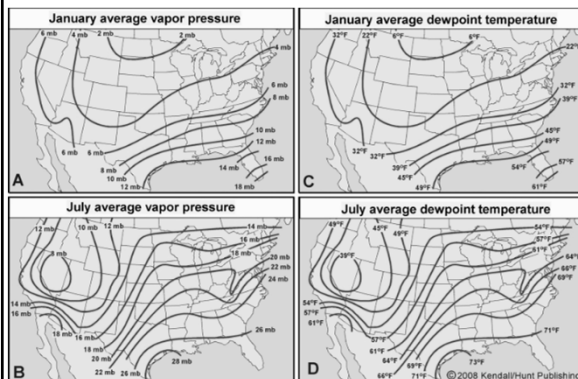 January average vapor pressure
6 mb 4 mb 2 mb 2 mb
4 mb
6 mb
8 mb
10 mb
12 mb
6 mb 6 mb
8 mb 14 mb 16 mb
10 mb
A 12 mb 18 mb
January average dewpoint temperature
32°F 22°F 6°F 6°F
22°F
32°F
39°F
45°F
49°F
32°F 32°F
39°F 54°F 57°F
45°F
C 49°F 61°F
July average vapor pressure
12 mb 10 mb 12 mb 14 mb
16 mb
18 mb
8 mb 20 mb
22 mb
24 mb
14 mb
16 mb
18 mb 16 mb 26 mb
18 mb
20 mb 28 mb
B 22 mb 26 mb
July average dewpoint temperature
49°F 45°F 49°F 54°F
57°F
61°F
39°F 64°F
66°F
69°F
54°F
57°F
61°F 57°F 71°F
61°F
64°F 69°F 73°F
D 66°F 71°F
©2008 Kendall/Hunt Publishing